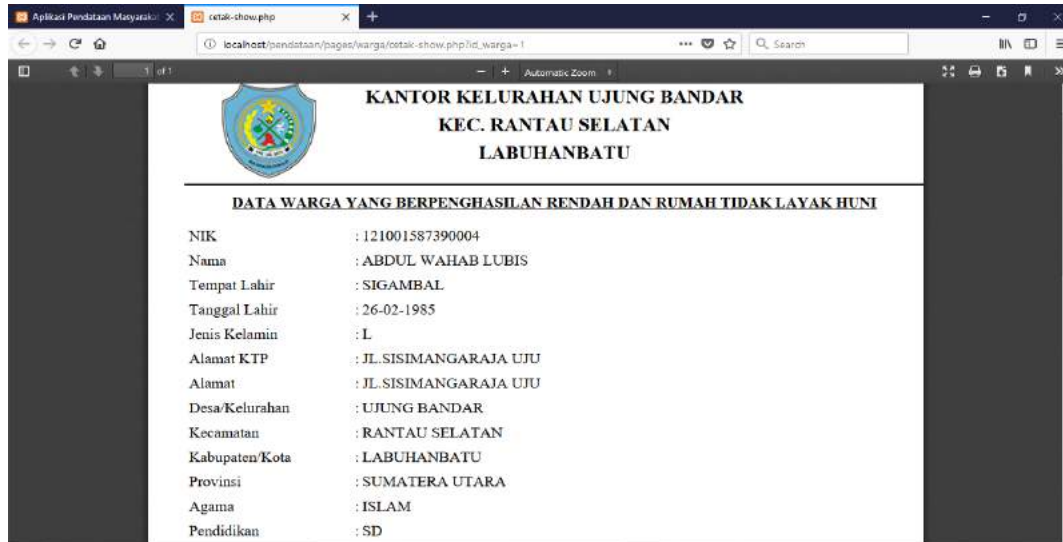 Aplikasi Pendataan Masyarakat
cetak-show.php
localhost/pendataan/pages/warga/cetak-show.php?id_warga=1
Search
1 of 1
Automatic Zoom
KANTOR KELURAHAN UJUNG BANDAR
KEC. RANTAU SELATAN
LABUHANBATU
DATA WARGA YANG BERPENGHASILAN RENDAH DAN RUMAH TIDAK LAYAK HUNI
NIK : 121001587390004
Nama : ABDUL WAHAB LUBIS
Tempat Lahir : SIGAMBAL
Tanggal Lahir : 26-02-1985
Jenis Kelamin : L
Alamat KTP : JL.SISIMANGARAJA UJU
Alamat : JL.SISIMANGARAJA UJU
Desa/Kelurahan : UJUNG BANDAR
Kecamatan : RANTAU SELATAN
Kabupaten/Kota : LABUHANBATU
Provinsi : SUMATERA UTARA
Agama : ISLAM
Pendidikan : SD